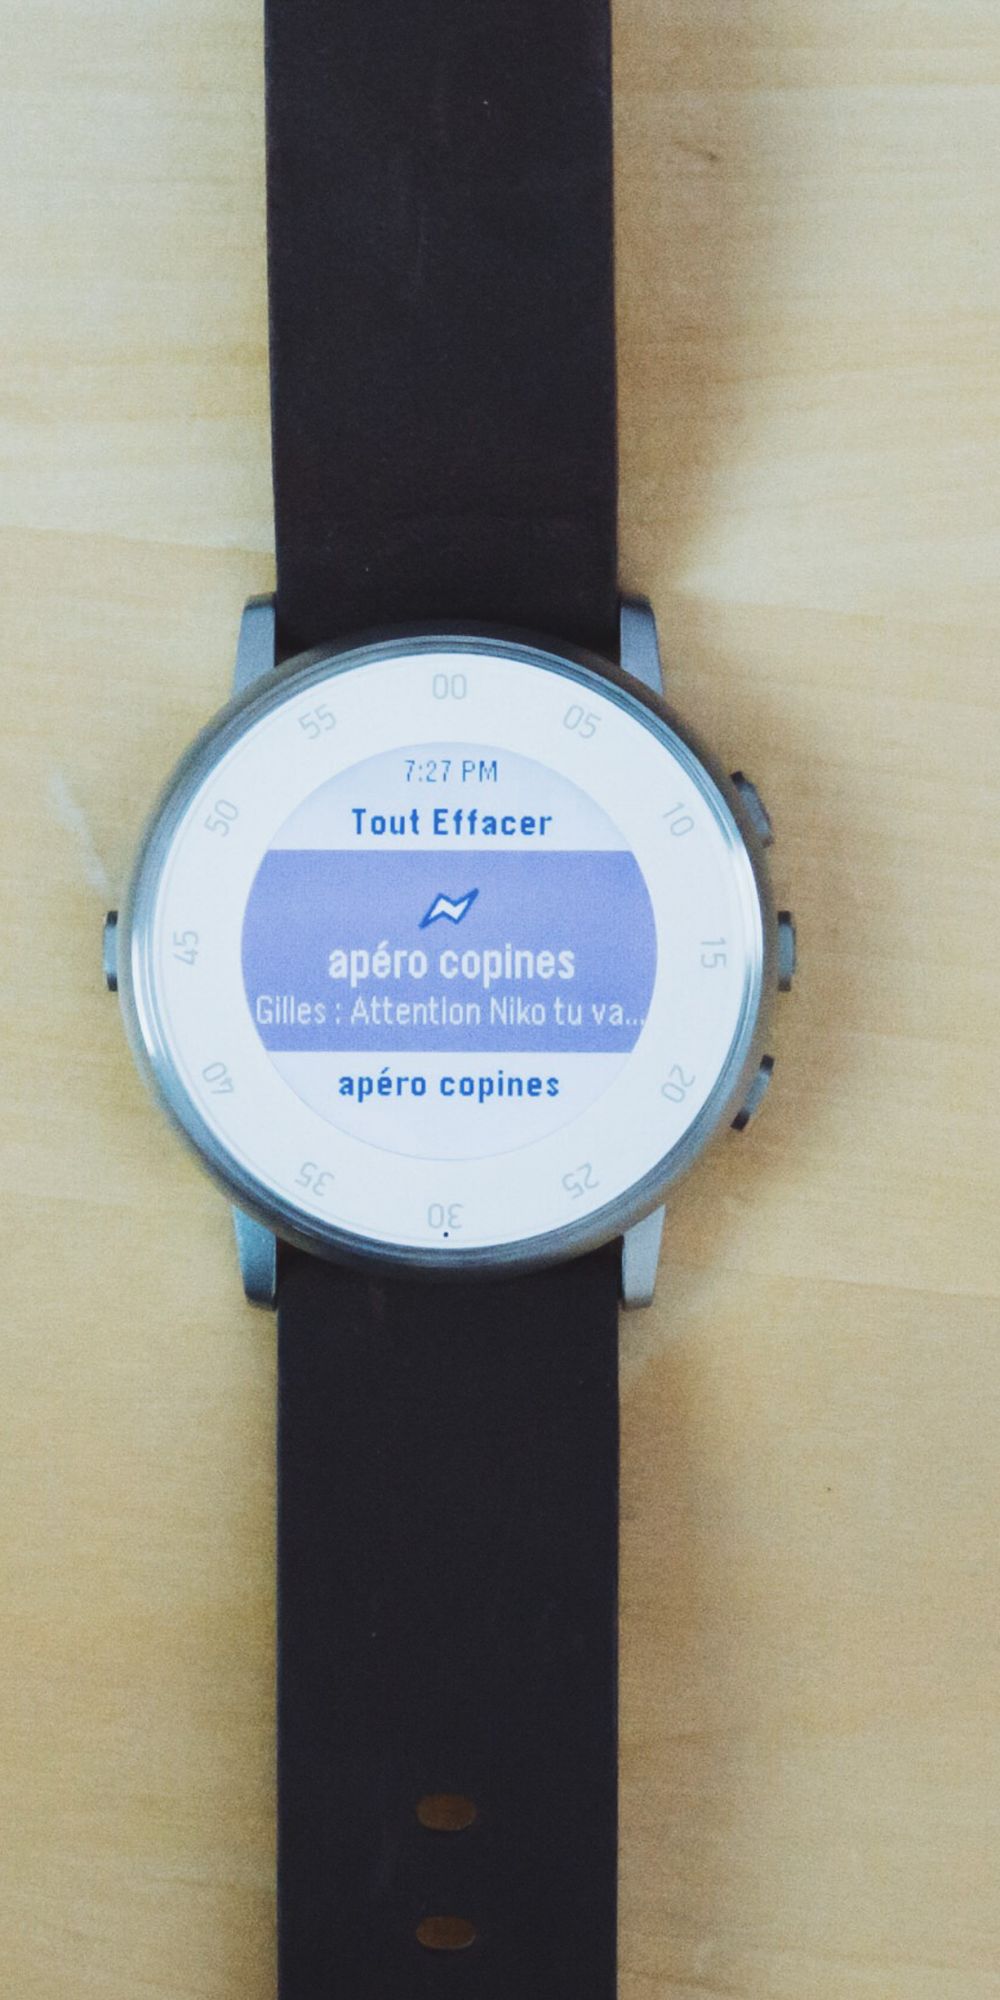 00
05
10
15
20
25
30
35
40
45
50
55
7:27 PM
Tout Effacer
apéro copines
Gilles : Attention Niko tu va...
apéro copines